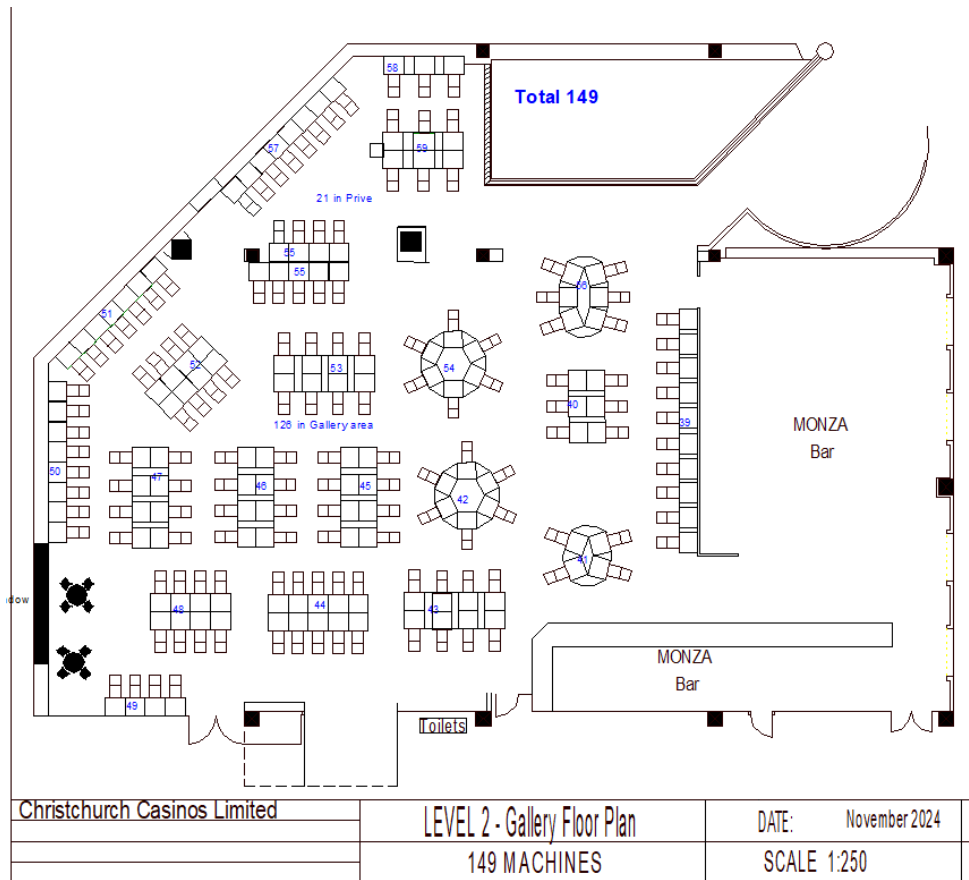 58
Total 149
57
59
21 in Prive
55
55
56
51
52
53
54
40
39
126 in Gallery area
MONZA
Bar
50
47
46
45
42
41
dow
48
44
43
MONZA
Bar
49
Toilets
Christchurch Casinos Limited
LEVEL 2 - Gallery Floor Plan
DATE: November 2024
149 MACHINES
SCALE 1:250